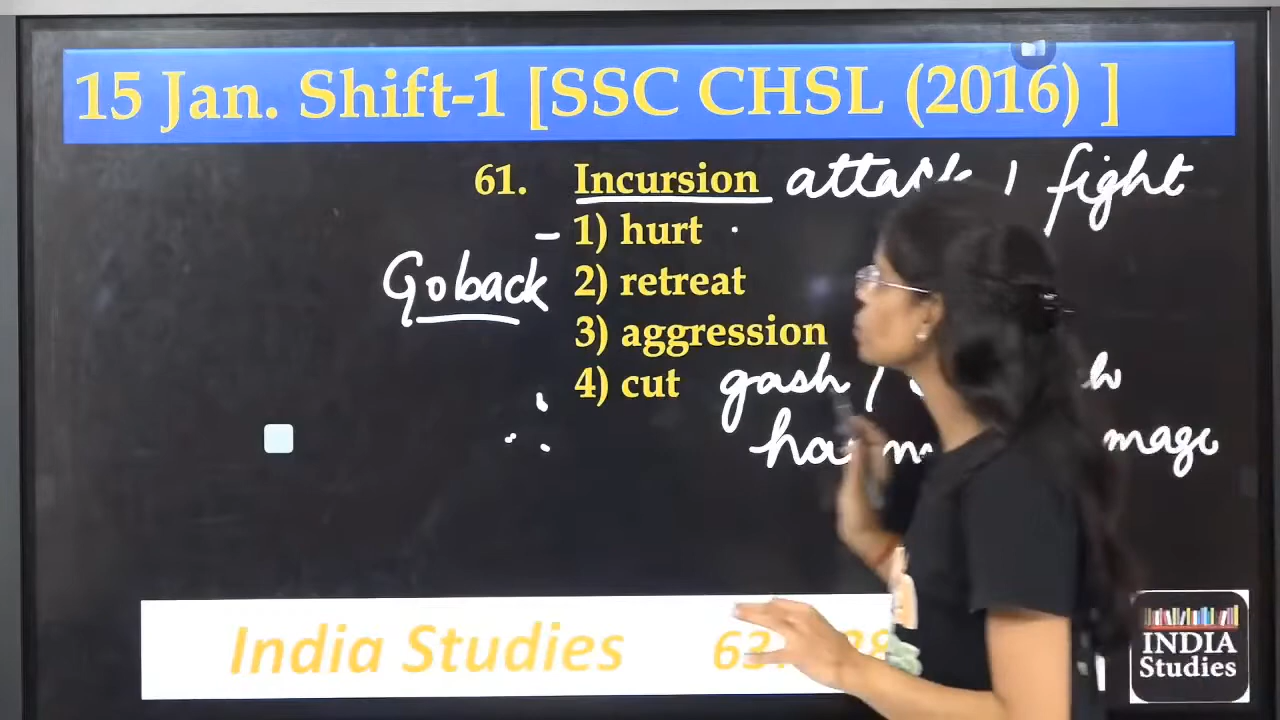 15 Jan. Shift-1 [SSC CHSL (2016) ]
61. Incursion attack / fight
1) hurt
Goback 2) retreat
3) aggression
4) cut gash /
India Studies
INDIA
Studies